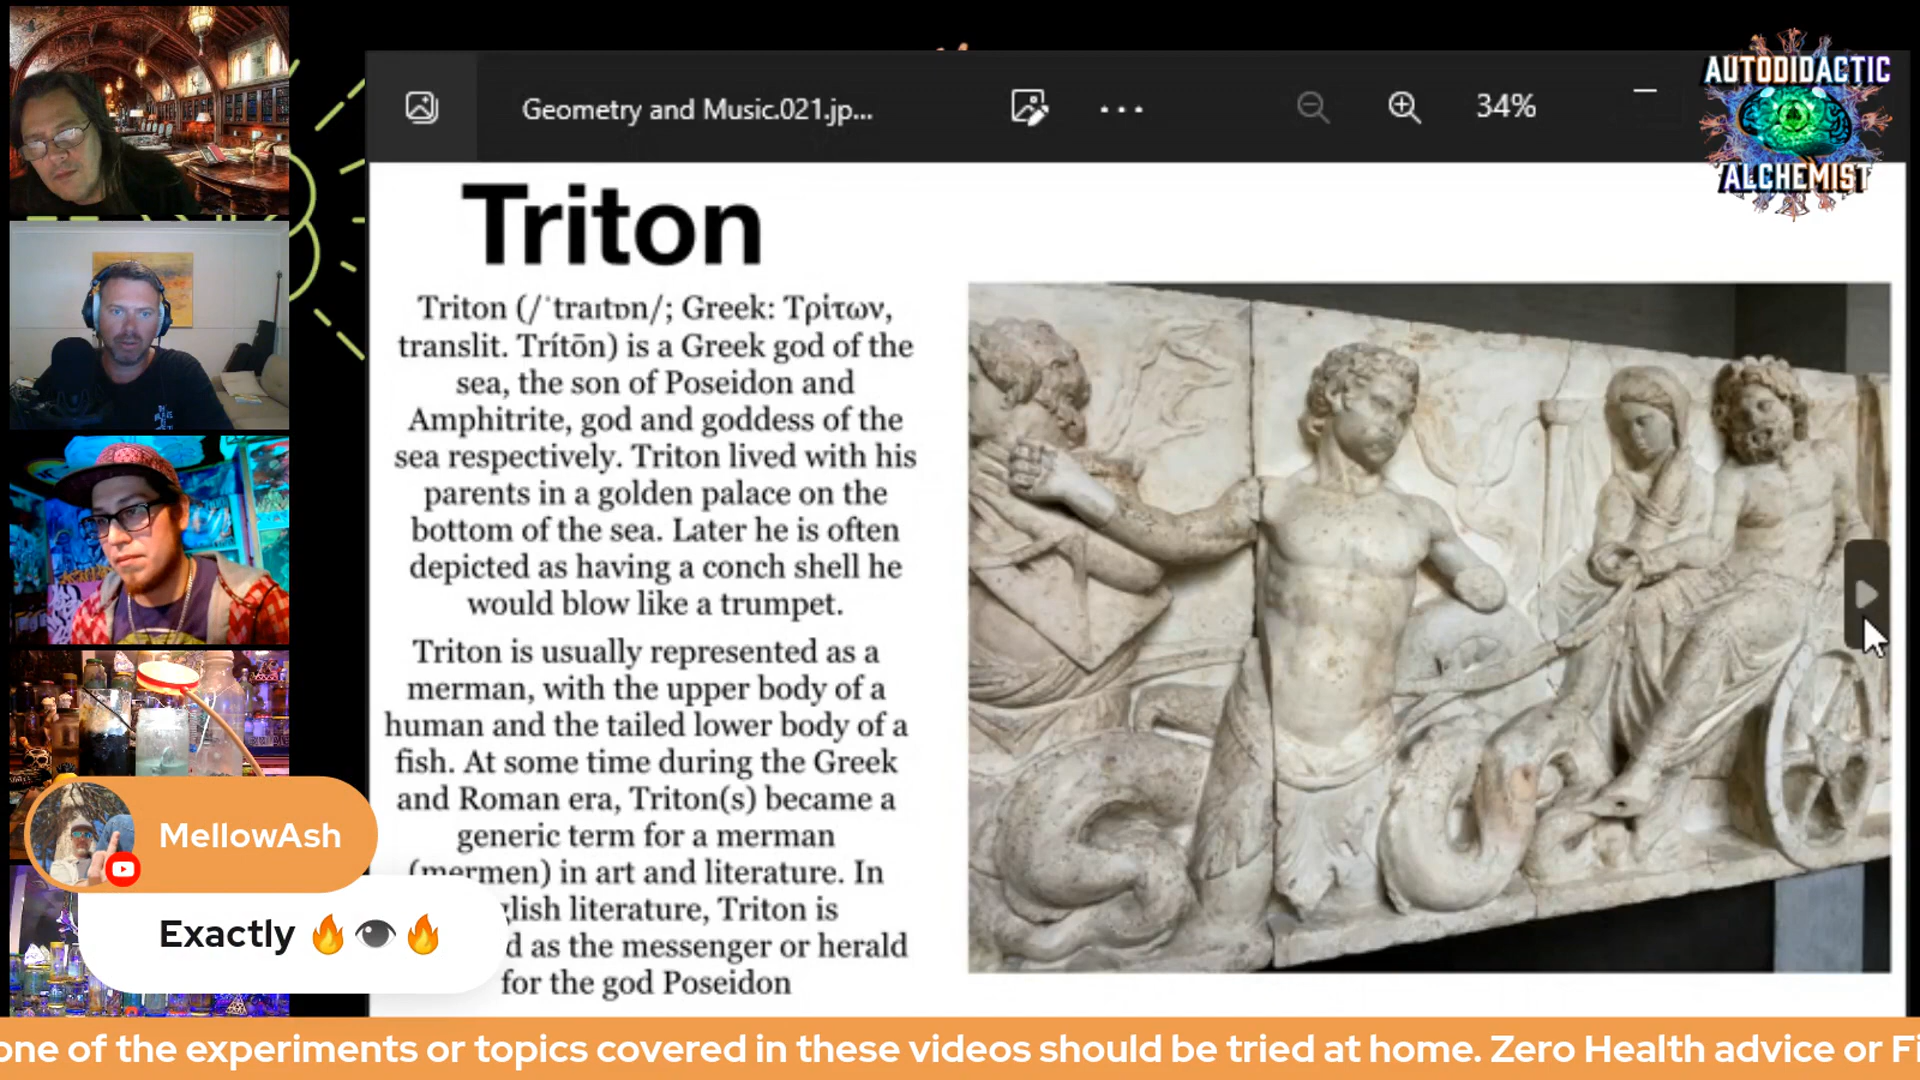 Geometry and Music.021.jp...
34%
AUTODIDACTIC
ALCHEMIST
Triton
Triton (/ˈtraɪtɒn/; Greek: Τρίτων,
translit. Trítōn) is a Greek god of the
sea, the son of Poseidon and
Amphitrite, god and goddess of the
sea respectively. Triton lived with his
parents in a golden palace on the
bottom of the sea. Later he is often
depicted as having a conch shell he
would blow like a trumpet.
Triton is usually represented as a
merman, with the upper body of a
human and the tailed lower body of a
fish. At some time during the Greek
and Roman era, Triton(s) became a
generic term for a merman
(mermen) in art and literature. In
glish literature, Triton is
d as the messenger or herald
for the god Poseidon
MellowAsh
Exactly 🔥👁️🔥
one of the experiments or topics covered in these videos should be tried at home. Zero Health advice or Fi